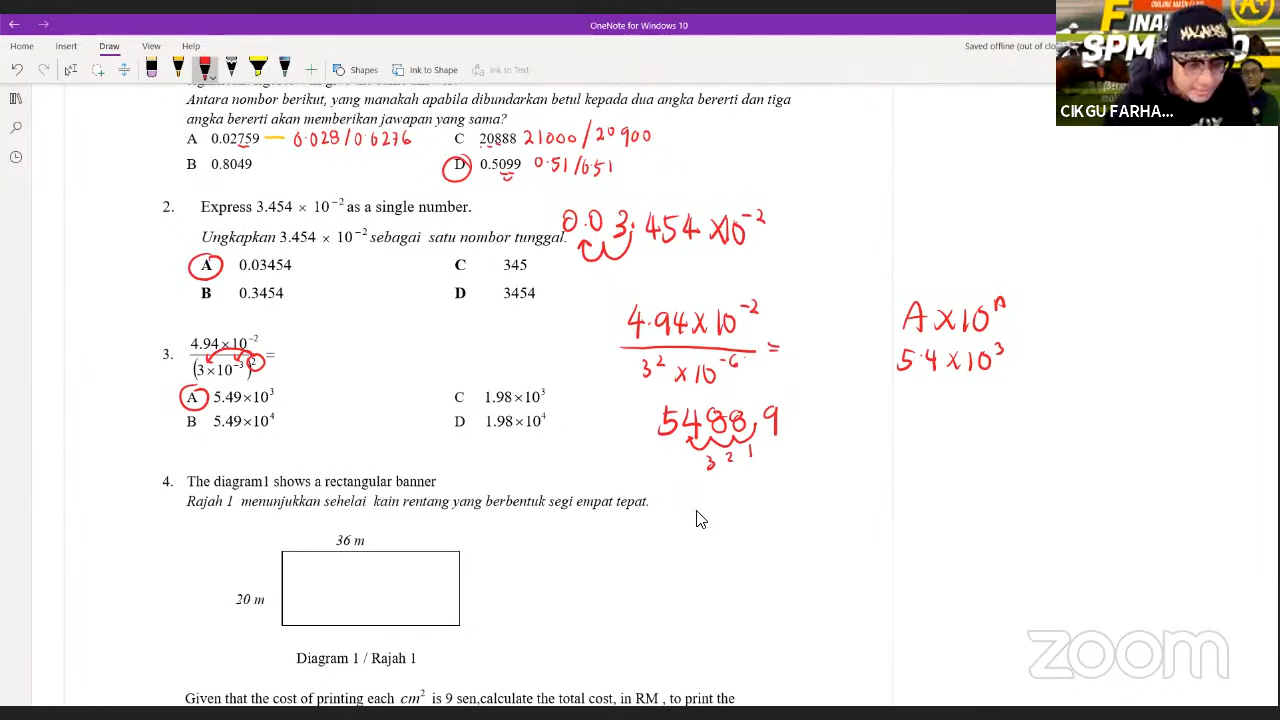 OneNote for Windows 10
Home Insert Draw View Help
Saved offline (out of
Shapes Ink to Shape Ink to Text
ONLINE MATH
FINA
SPM
A+
CIKGU FARHA...
Antara nombor berikut, yang manakah apabila dibundarkan betul kepada dua angka bererti dan tiga
angka bererti akan memberikan jawapan yang sama?
A 0.02759 — 0.028/0.0276 C 20888 21000/20900
B 0.8049 D 0.5099 0.51/0.51
2. Express 3.454 × 10⁻² as a single number.
0.03.454 ×10⁻²
Ungkapkan 3.454 × 10⁻² sebagai satu nombor tunggal.
A 0.03454 C 345
B 0.3454 D 3454
3. 4.94×10⁻²
(3×10⁻³)² =
4.94×10⁻²
3² ×10⁻⁶ =
A×10ⁿ
5.4×10³
A 5.49×10³ C 1.98×10³
B 5.49×10⁴ D 1.98×10⁴
5488.9
3 2 1
4. The diagram1 shows a rectangular banner
Rajah 1 menunjukkan sehelai kain rentang yang berbentuk segi empat tepat.
36 m
20 m
Diagram 1 / Rajah 1
Given that the cost of printing each cm² is 9 sen,calculate the total cost, in RM , to print the
zoom